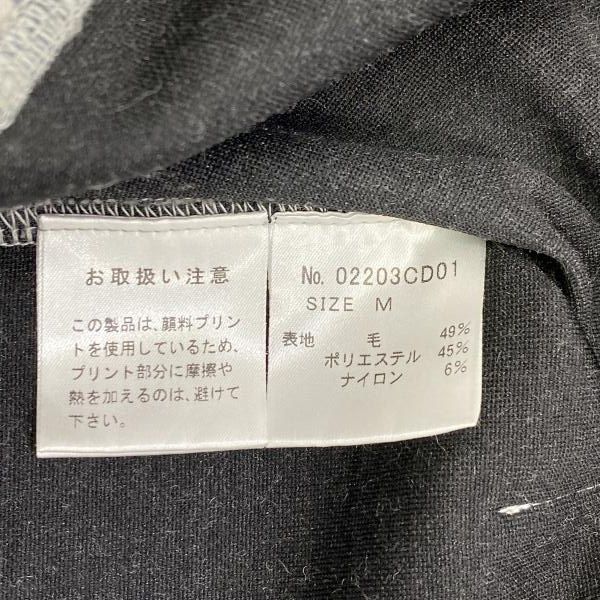 お取扱い注意
この製品は、顔料プリン
トを使用しているため、
プリント部分に摩擦や
熱を加えるのは、避けて
下さい。
No. 02203CD01
SIZE M
表地 毛 49%
ポリエステル 45%
ナイロン 6%